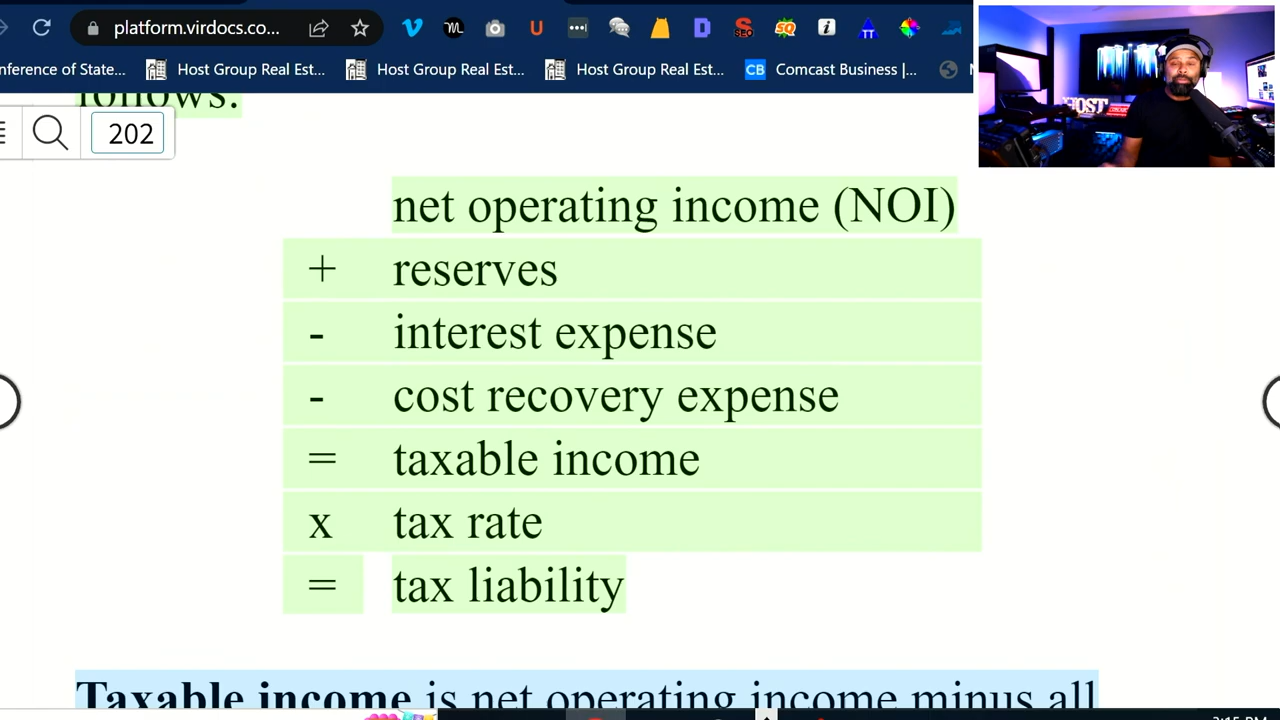 platform.virdocs.co...
nference of State...
Host Group Real Est...
Host Group Real Est...
Host Group Real Est...
CB Comcast Business |...
follows:
202
net operating income (NOI)
+ reserves
- interest expense
- cost recovery expense
= taxable income
x tax rate
= tax liability
Taxable income is net operating income minus all